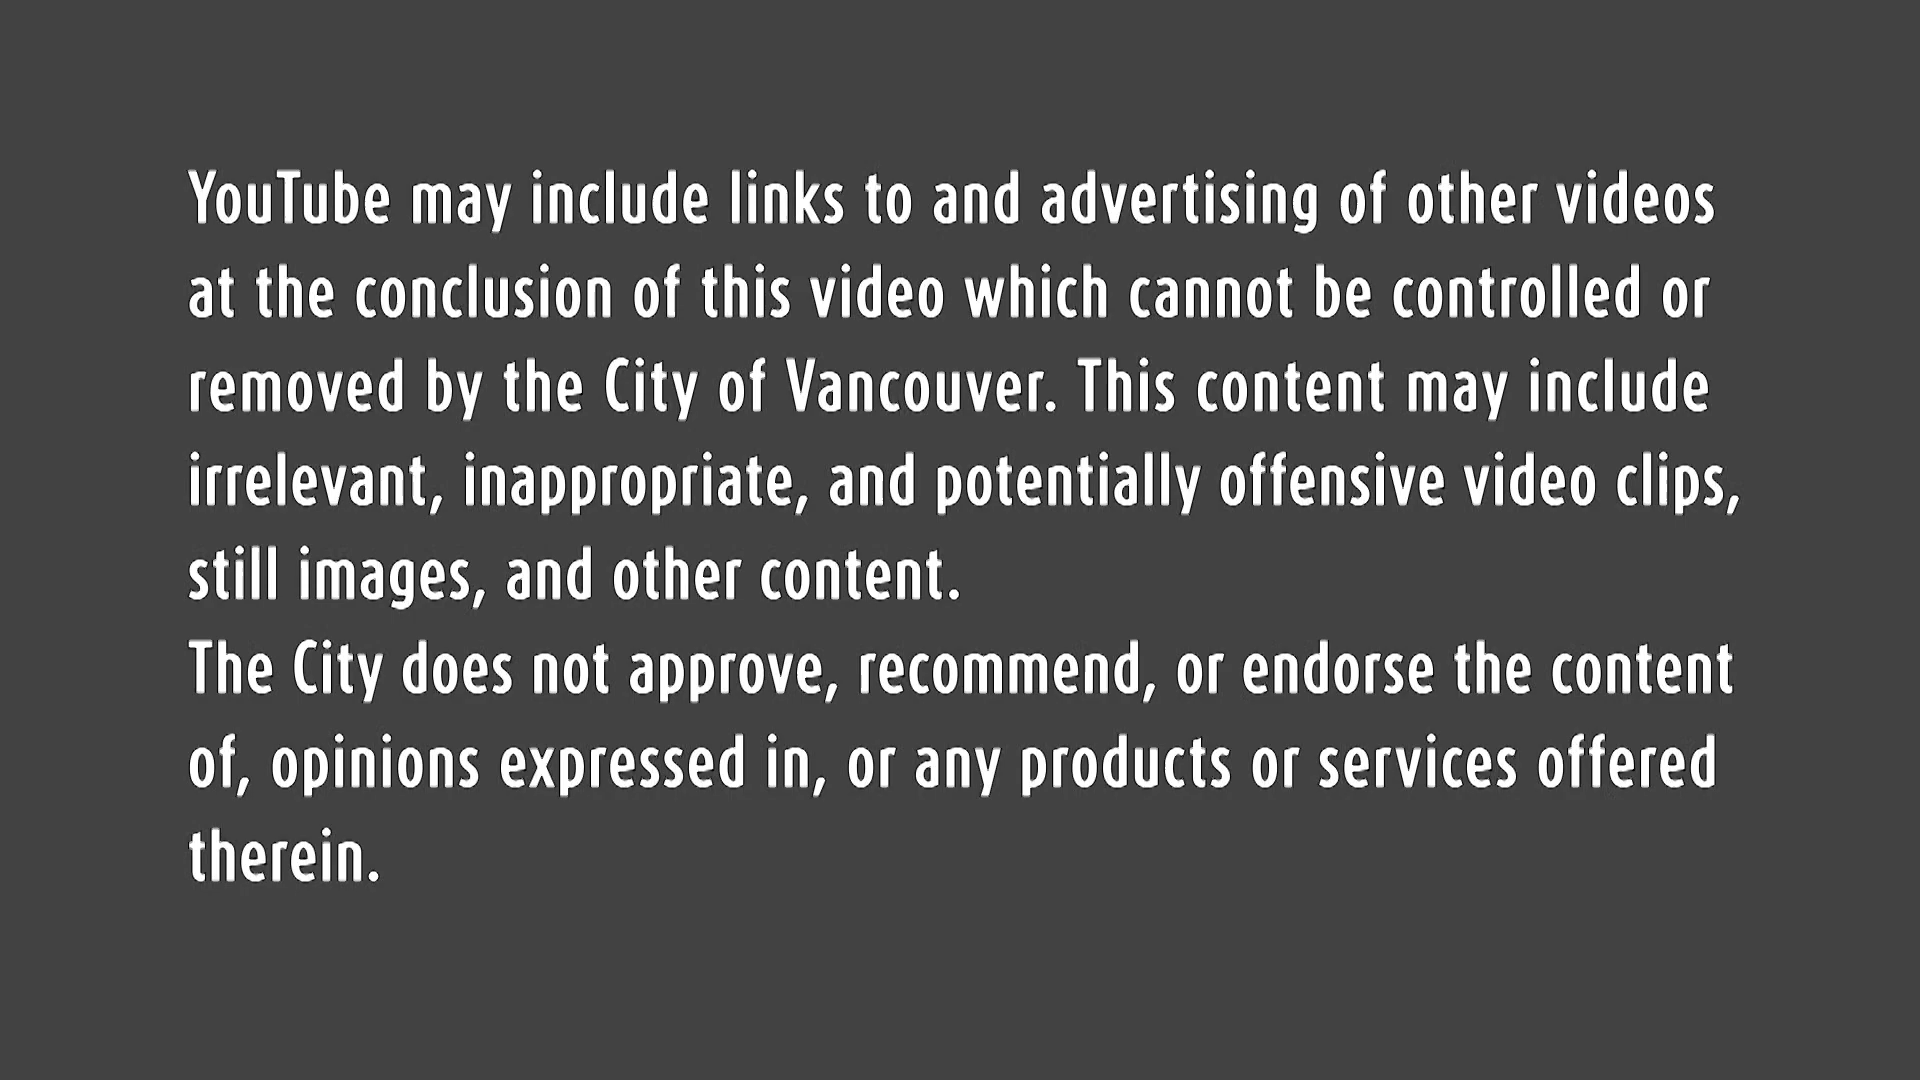 YouTube may include links to and advertising of other videos
at the conclusion of this video which cannot be controlled or
removed by the City of Vancouver. This content may include
irrelevant, inappropriate, and potentially offensive video clips,
still images, and other content.
The City does not approve, recommend, or endorse the content
of, opinions expressed in, or any products or services offered
therein.